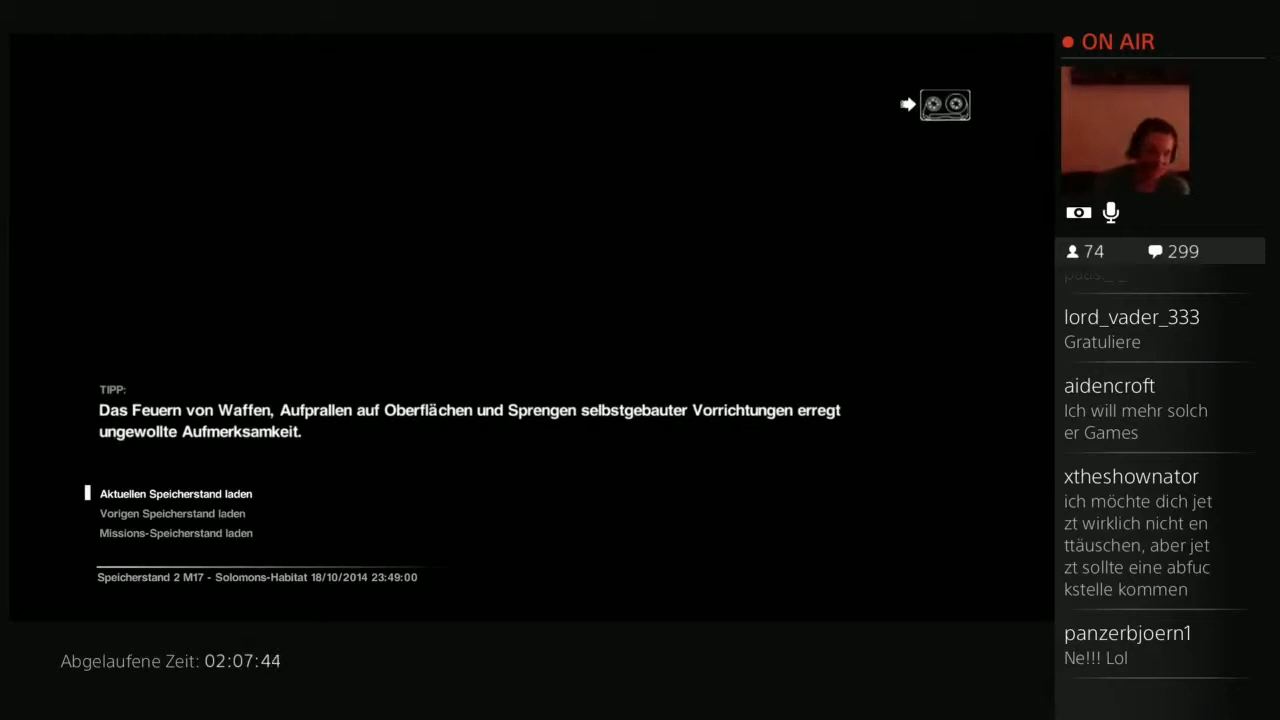 ON AIR
74 299
lord_vader_333
Gratuliere
aidencroft
Ich will mehr solch
er Games
xtheshownator
ich möchte dich jet
zt wirklich nicht en
ttäuschen, aber jet
zt sollte eine abfuc
kstelle kommen
panzerbjoern1
Ne!!! Lol
TIPP:
Das Feuern von Waffen, Aufprallen auf Oberflächen und Sprengen selbstgebauter Vorrichtungen erregt
ungewollte Aufmerksamkeit.
Aktuellen Speicherstand laden
Vorigen Speicherstand laden
Missions-Speicherstand laden
Speicherstand 2 M17 - Solomons-Habitat 18/10/2014 23:49:00
Abgelaufene Zeit: 02:07:44